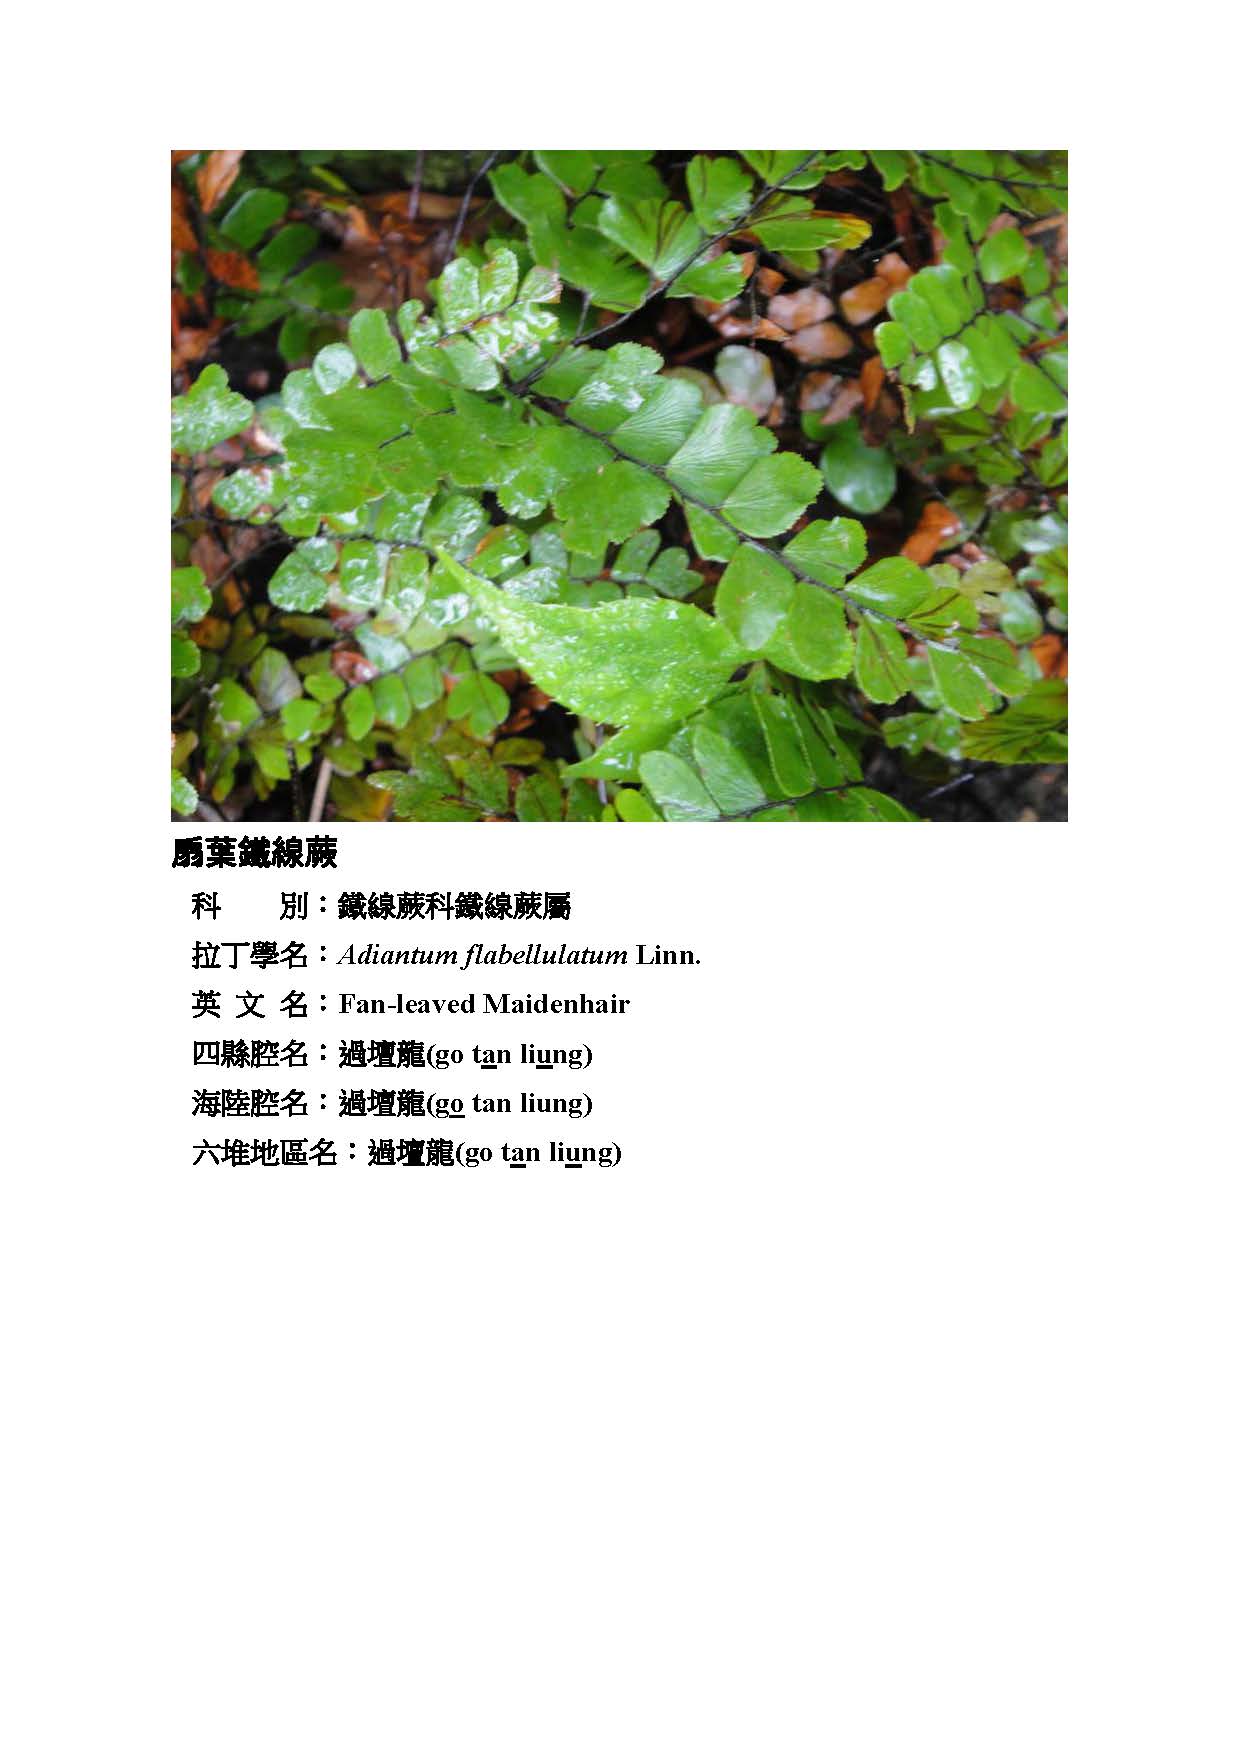 扇葉鐵線蕨
科　　別：鐵線蕨科鐵線蕨屬
拉丁學名：Adiantum flabellulatum Linn.
英 文 名：Fan-leaved Maidenhair
四縣腔名：過壇龍(go tan liung)
海陸腔名：過壇龍(go tan liung)
六堆地區名：過壇龍(go tan liung)